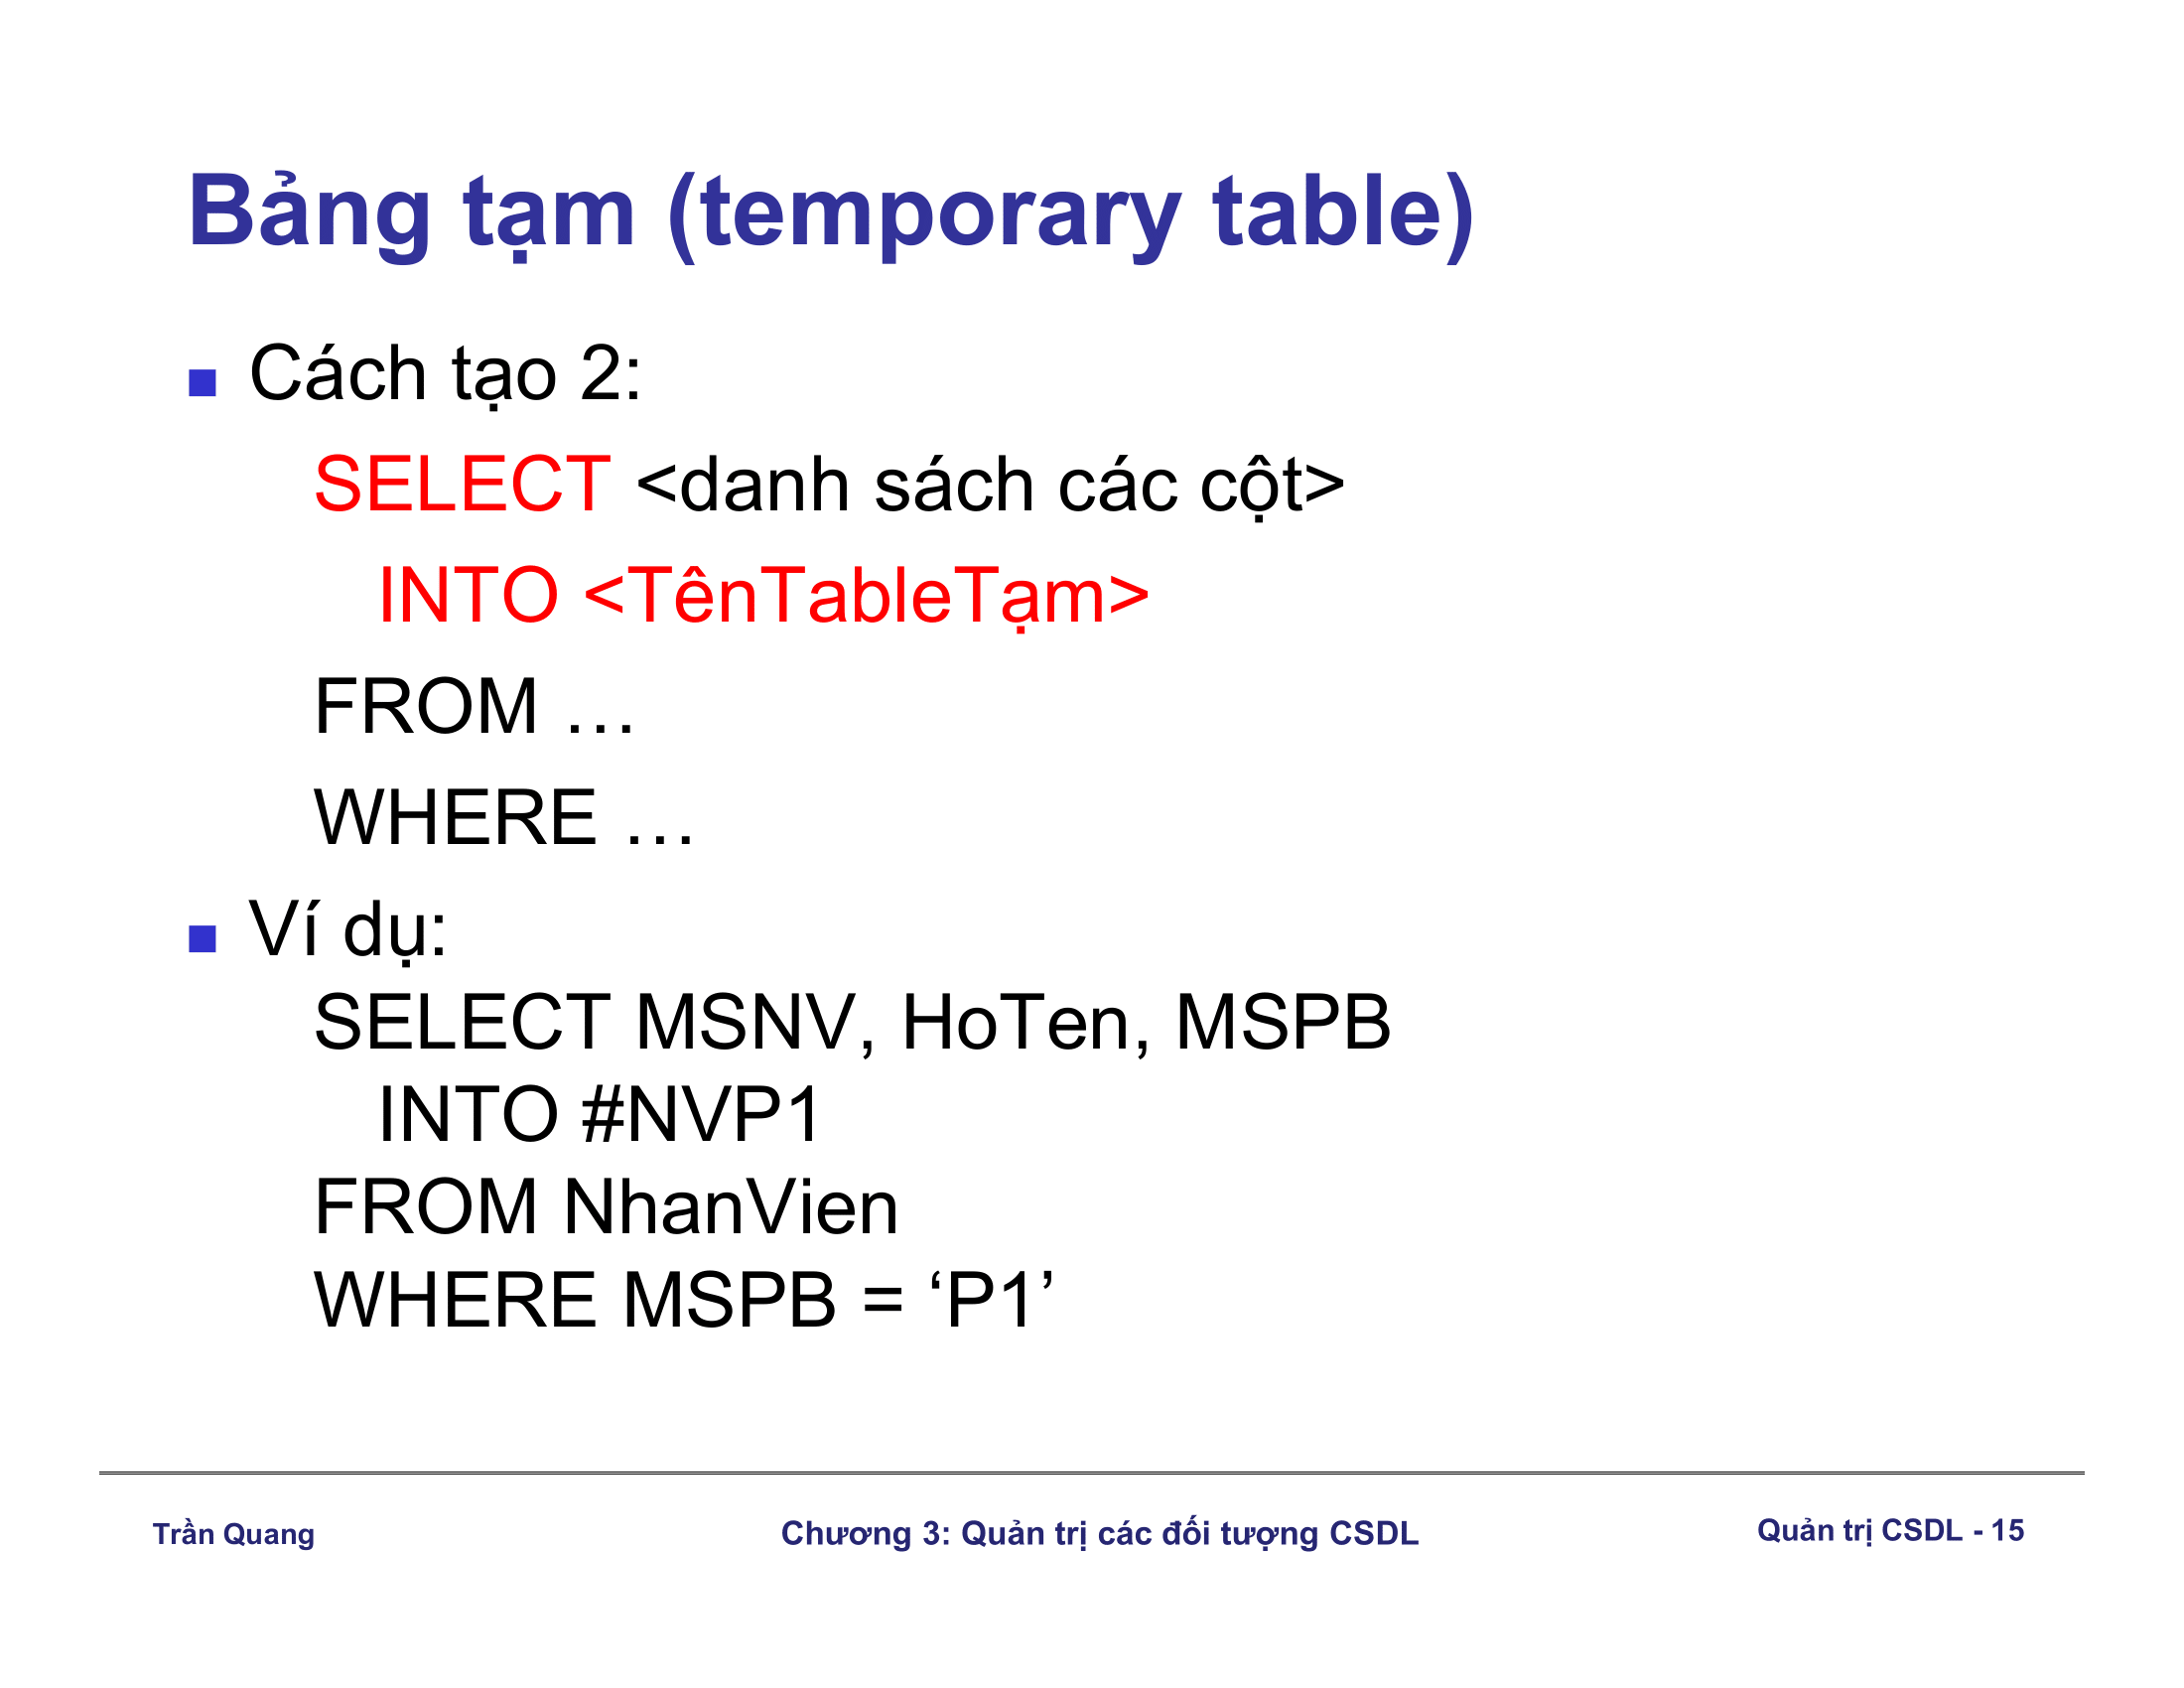 Bảng tạm (temporary table)
Cách tạo 2:
SELECT <danh sách các cột>
INTO <TênTableTạm>
FROM …
WHERE …
Ví dụ:
SELECT MSNV, HoTen, MSPB
INTO #NVP1
FROM NhanVien
WHERE MSPB = ‘P1’
Trần Quang
Chương 3: Quản trị các đối tượng CSDL
Quản trị CSDL - 15